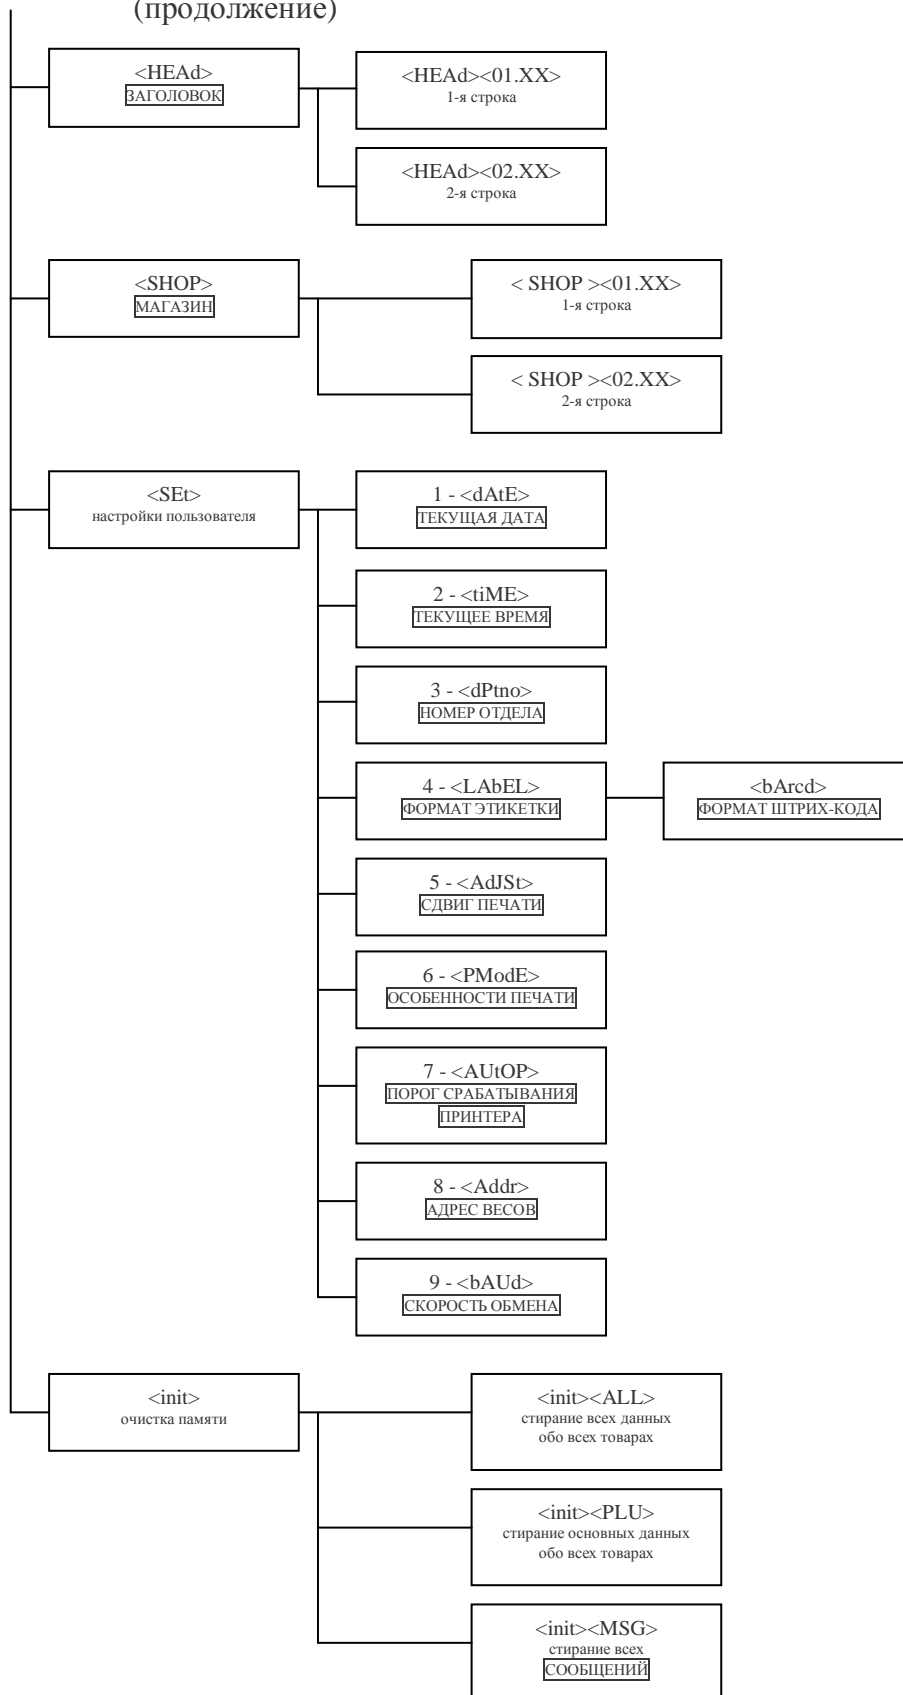 (продолжение)
<HEAd>
ЗАГОЛОВОК
<HEAd><01.XX>
1-я строка
<HEAd><02.XX>
2-я строка
<SHOP>
МАГАЗИН
< SHOP ><01.XX>
1-я строка
< SHOP ><02.XX>
2-я строка
<SEt>
настройки пользователя
1 - <dAtE>
ТЕКУЩАЯ ДАТА
2 - <tiME>
ТЕКУЩЕЕ ВРЕМЯ
3 - <dPtno>
НОМЕР ОТДЕЛА
4 - <LAbEL>
ФОРМАТ ЭТИКЕТКИ
<bArcd>
ФОРМАТ ШТРИХ-КОДА
5 - <AdJSt>
СДВИГ ПЕЧАТИ
6 - <PModE>
ОСОБЕННОСТИ ПЕЧАТИ
7 - <AUtOP>
ПОРОГ СРАБАТЫВАНИЯ
ПРИНТЕРА
8 - <Addr>
АДРЕС ВЕСОВ
9 - <bAUd>
СКОРОСТЬ ОБМЕНА
<init>
очистка памяти
<init><ALL>
стирание всех данных
обо всех товарах
<init><PLU>
стирание основных данных
обо всех товарах
<init><MSG>
стирание всех
СООБЩЕНИЙ